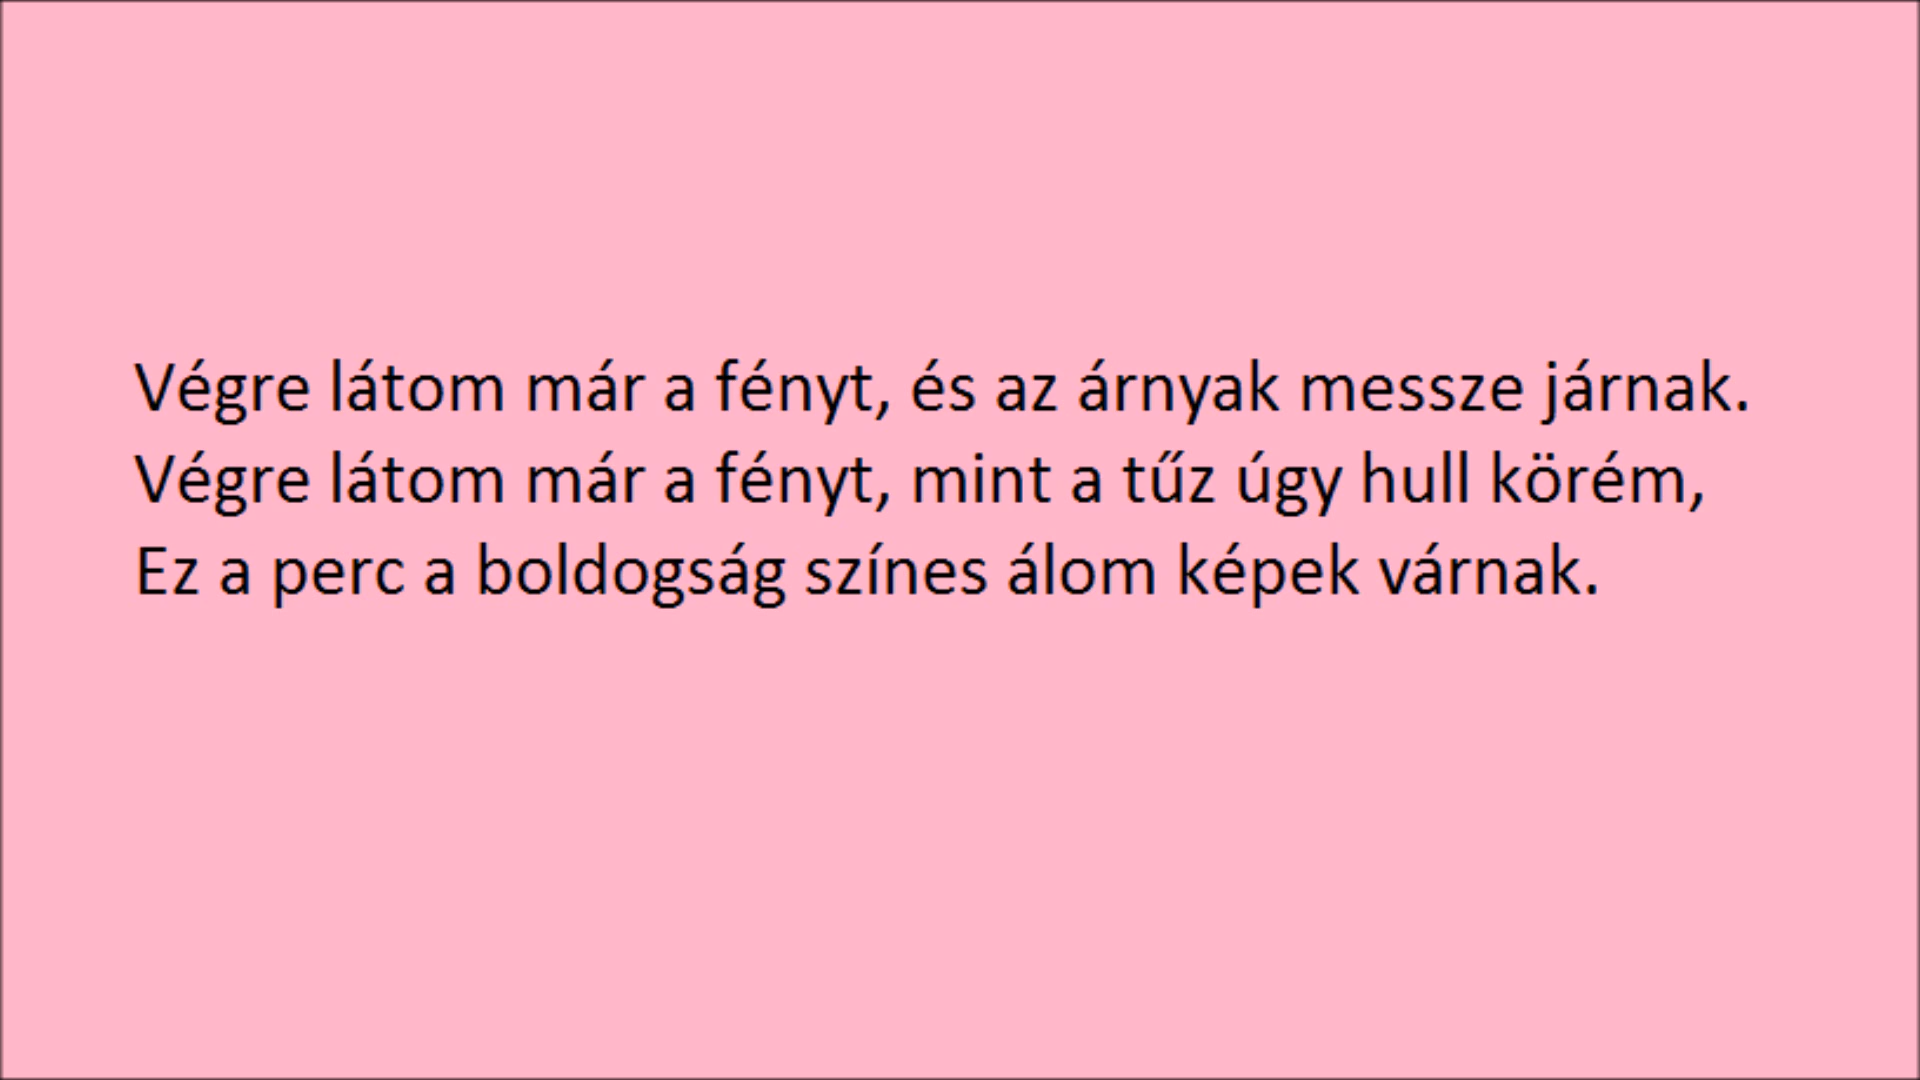 Végre látom már a fényt, és az árnyak messze járnak.
Végre látom már a fényt, mint a tűz úgy hull körém,
Ez a perc a boldogság színes álom képek várnak.